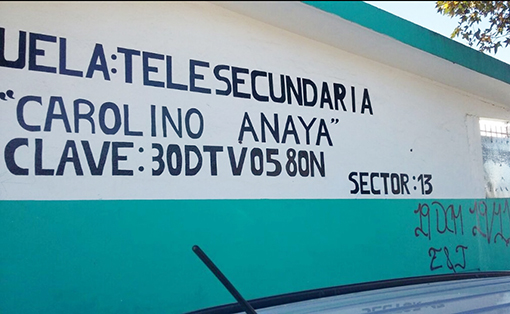 UELA:TELESECUNDARIA
"CAROLINO ANAYA"
CLAVE:30DTV0580N
SECTOR:13